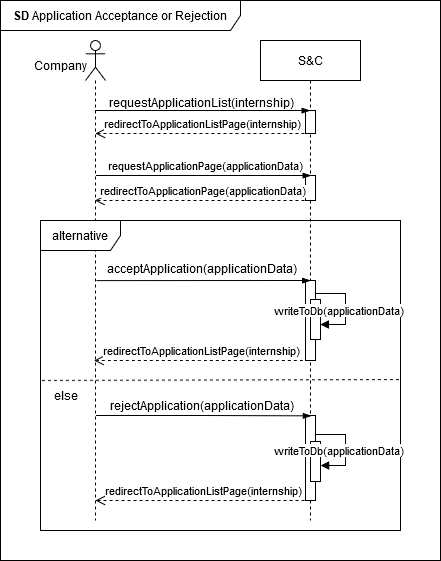 SD Application Acceptance or Rejection
Company
S&C
requestApplicationList(internship)
redirectToApplicationListPage(internship)
requestApplicationPage(applicationData)
redirectToApplicationPage(applicationData)
alternative
acceptApplication(applicationData)
writeToDb(applicationData)
redirectToApplicationListPage(internship)
else
rejectApplication(applicationData)
writeToDb(applicationData)
redirectToApplicationListPage(internship)